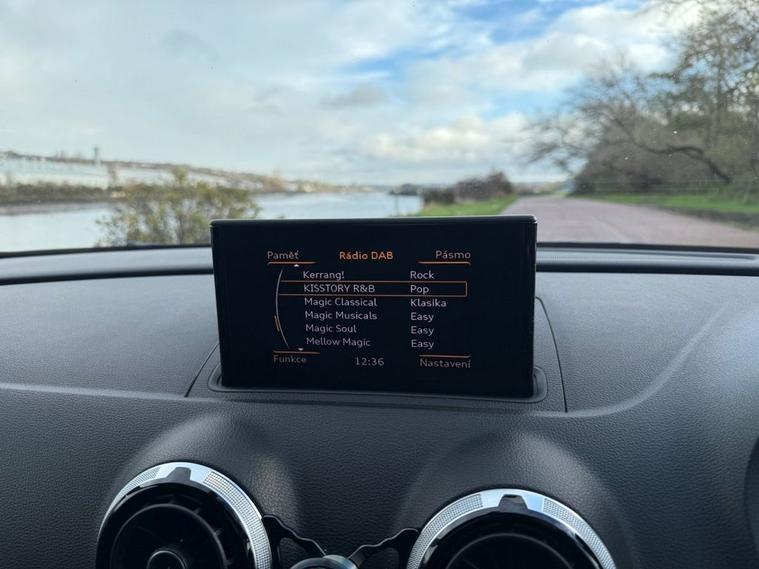 Paměť Rádio DAB Pásmo
Kerrang! Rock
KISSTORY R&B Pop
Magic Classical Klasika
Magic Musicals Easy
Magic Soul Easy
Mellow Magic Easy
Funkce 12:36 Nastavení